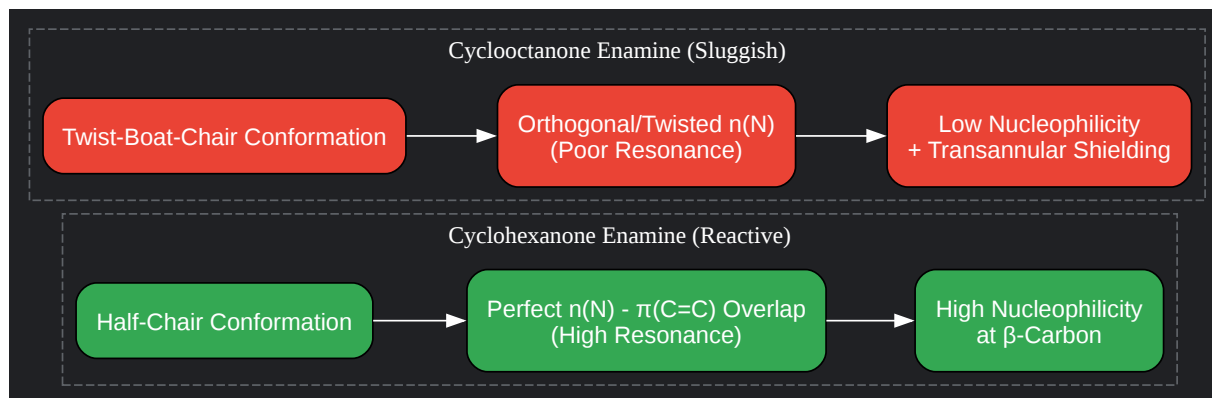 Cyclooctanone Enamine (Sluggish)
Twist-Boat-Chair Conformation
Orthogonal/Twisted n(N)
(Poor Resonance)
Low Nucleophilicity
+ Transannular Shielding
Cyclohexanone Enamine (Reactive)
Half-Chair Conformation
Perfect n(N) - π(C=C) Overlap
(High Resonance)
High Nucleophilicity
at β-Carbon